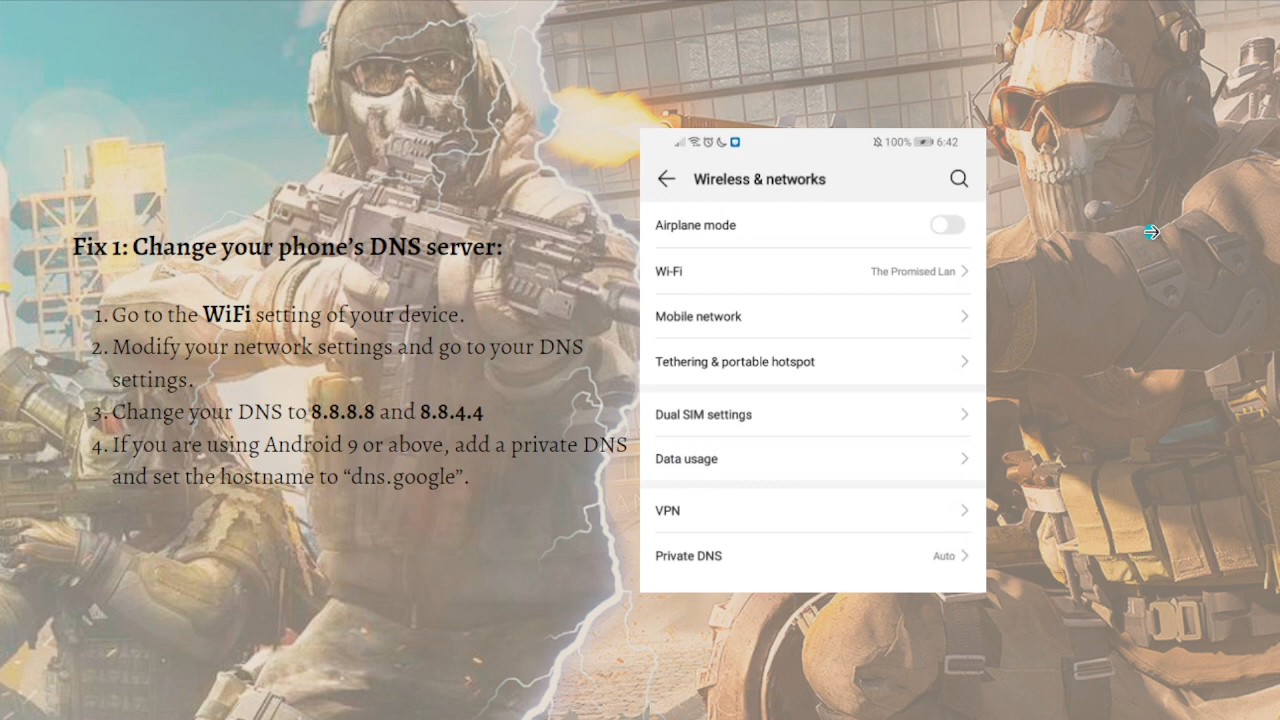 Fix 1: Change your phone's DNS server:
1. Go to the WiFi setting of your device.
2. Modify your network settings and go to your DNS
settings.
3. Change your DNS to 8.8.8.8 and 8.8.4.4
4. If you are using Android 9 or above, add a private DNS
and set the hostname to “dns.google”.
100% 6:42
Wireless & networks
Airplane mode
Wi-Fi The Promised Lan
Mobile network
Tethering & portable hotspot
Dual SIM settings
Data usage
VPN
Private DNS Auto